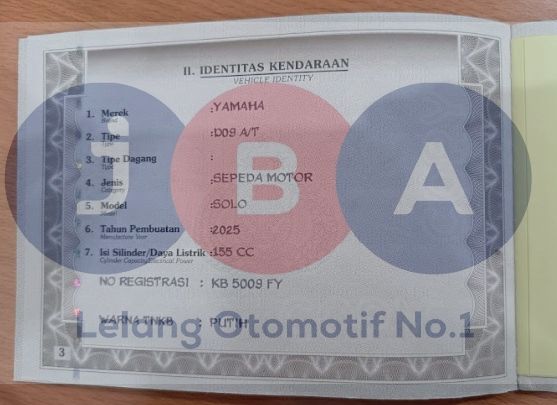 II. IDENTITAS KENDARAAN
VEHICLE IDENTITY
1. Merek :YAMAHA
Brand
2. Tipe :D09 A/T
Type
3. Tipe Dagang :
Type
4. Jenis :SEPEDA MOTOR
Category
5. Model :SOLO
Model
6. Tahun Pembuatan :2025
Manufacture Year
7. Isi Silinder/Daya Listrik :155 CC
Cylinder Capacity/Electrical Power
NO REGISTRASI : KB 5009 FY
WARNA TNKB : PUTIH
3
J B A
Lelang Otomotif No.1